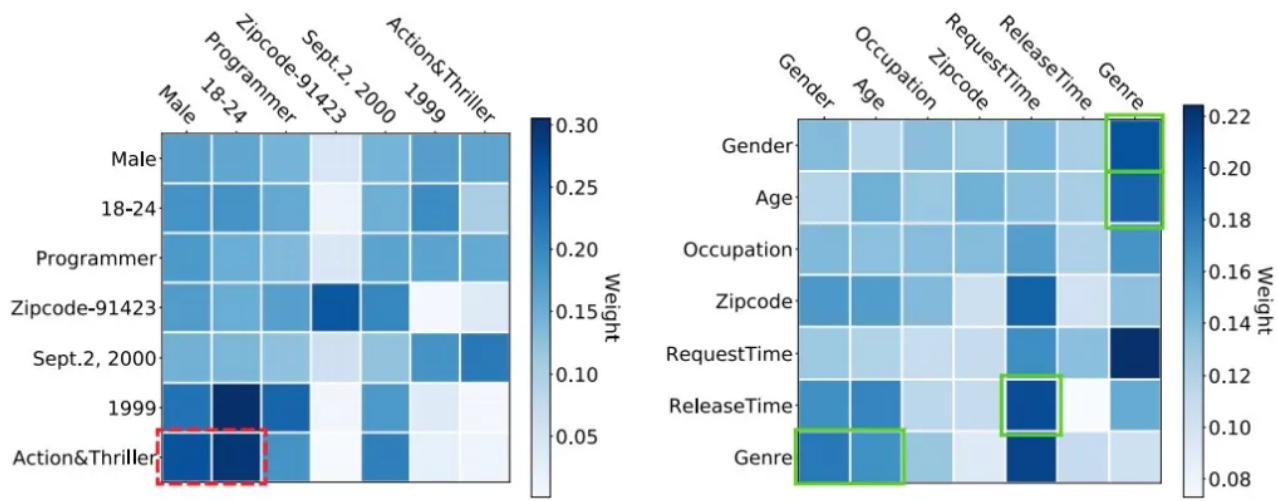 Male
18-24
Programmer
Zipcode-91423
Sept.2, 2000
1999
Action&Thriller
Male
18-24
Programmer
Zipcode-91423
Sept.2, 2000
1999
Action&Thriller
0.30
0.25
0.20
0.15
0.10
0.05
Weight
Gender
Age
Occupation
Zipcode
RequestTime
ReleaseTime
Genre
Gender
Age
Occupation
Zipcode
RequestTime
ReleaseTime
Genre
0.22
0.20
0.18
0.16
0.14
0.12
0.10
0.08
Weight